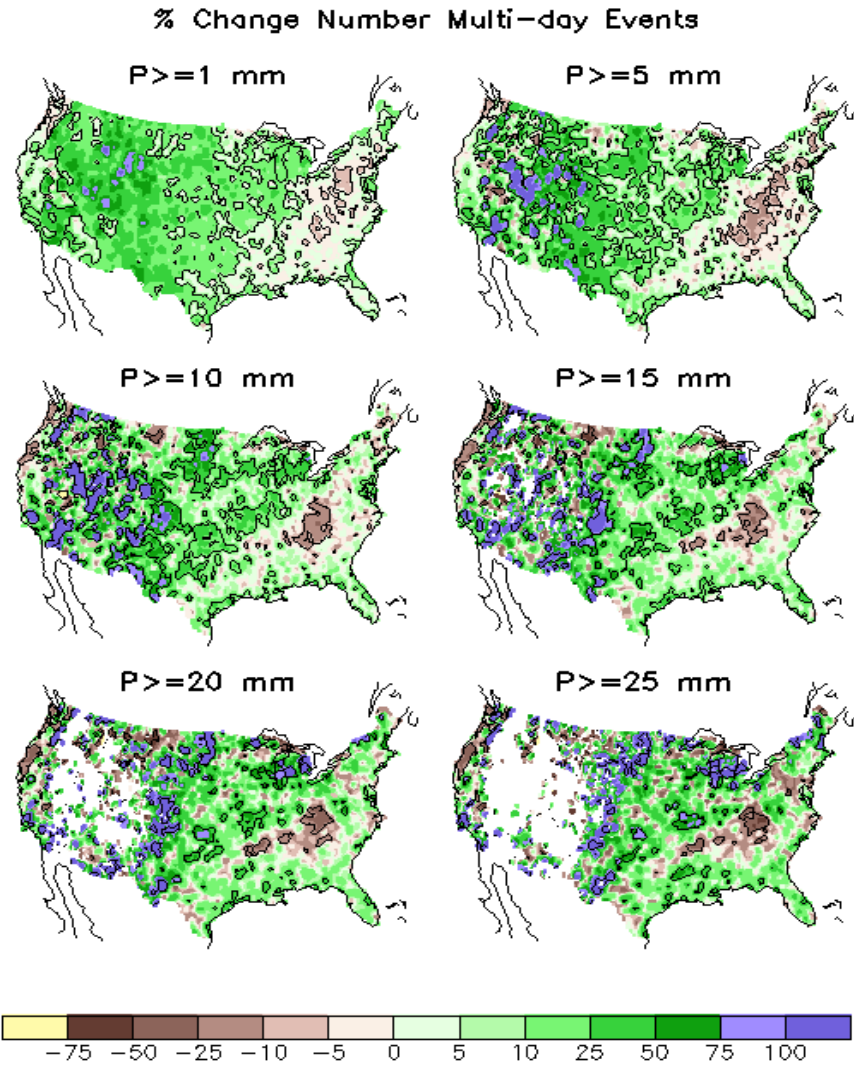 % Change Number Multi-day Events
P>=1 mm
P>=5 mm
P>=10 mm
P>=15 mm
P>=20 mm
P>=25 mm
-75 -50 -25 -10 -5 0 5 10 25 50 75 100